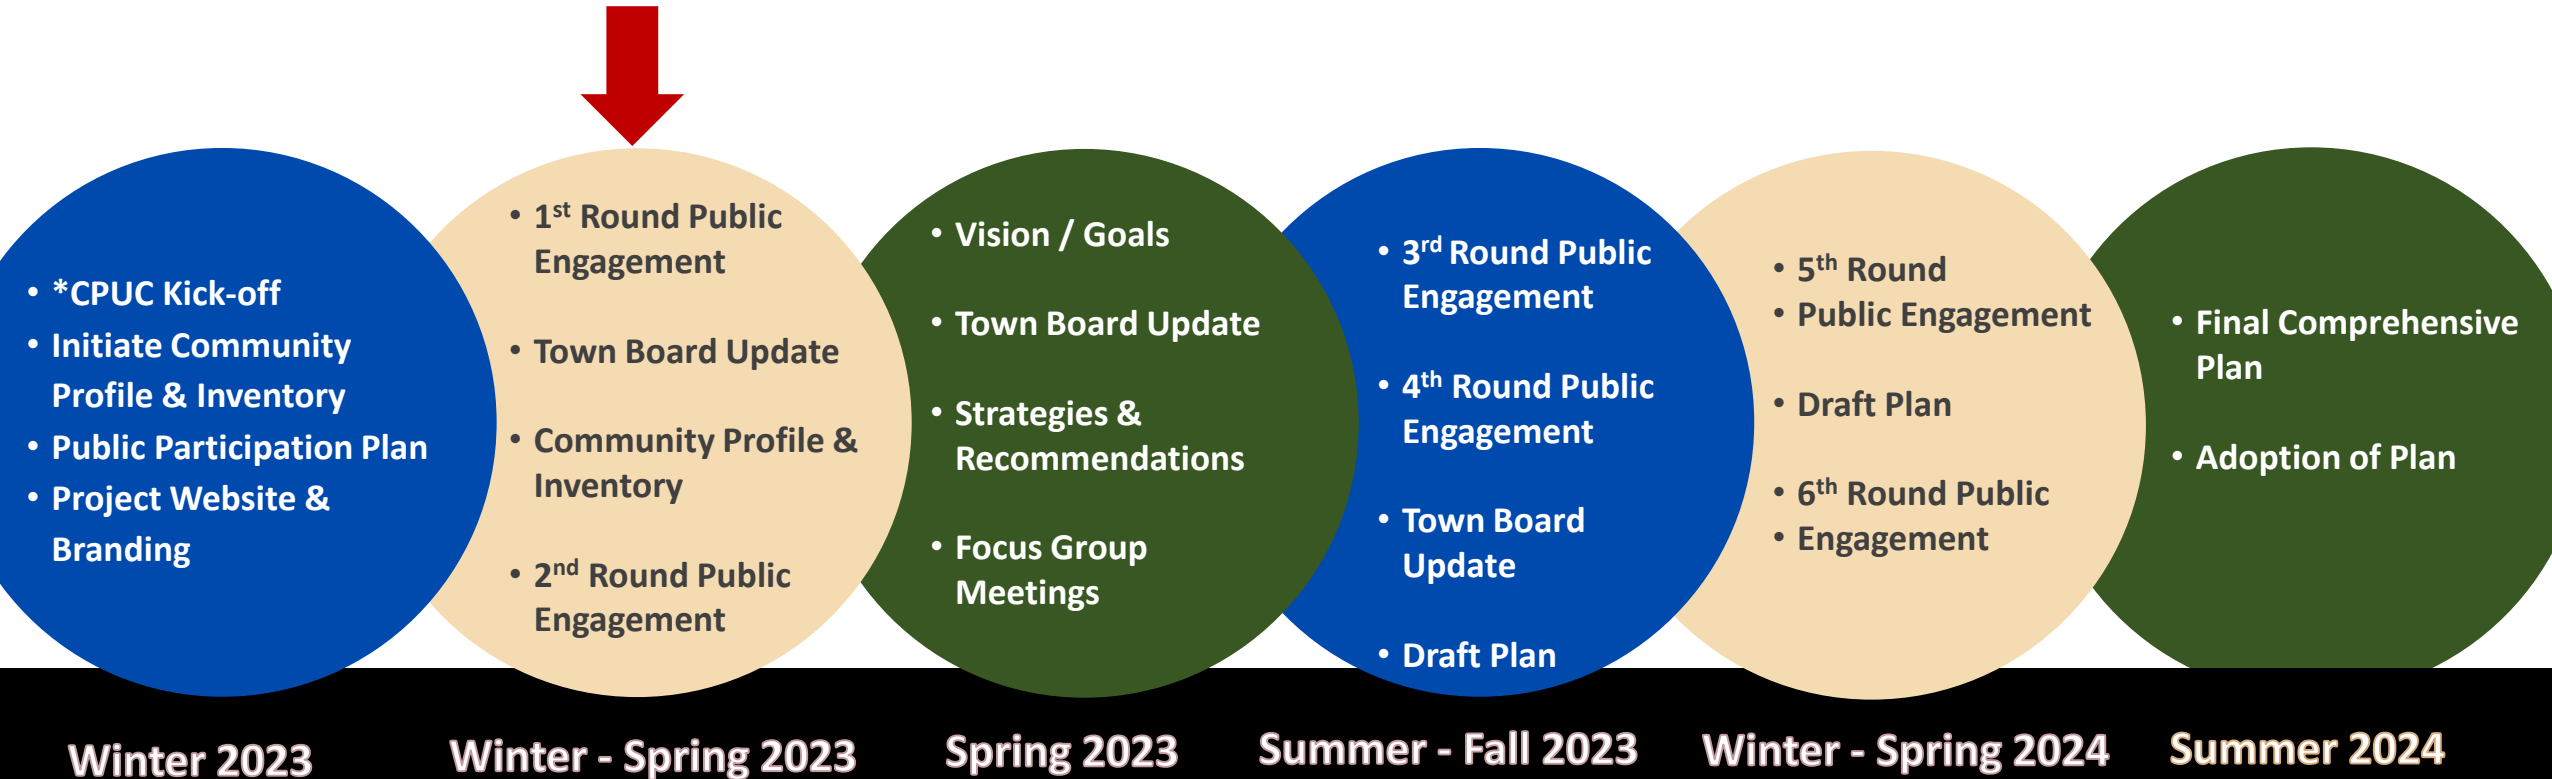 • *CPUC Kick-off
• Initiate Community
Profile & Inventory
• Public Participation Plan
• Project Website &
Branding
Winter 2023
• 1st Round Public
Engagement
• Town Board Update
• Community Profile &
Inventory
• 2nd Round Public
Engagement
Winter - Spring 2023
• Vision / Goals
• Town Board Update
• Strategies &
Recommendations
• Focus Group
Meetings
Spring 2023
• 3rd Round Public
Engagement
• 4th Round Public
Engagement
• Town Board
Update
• Draft Plan
Summer - Fall 2023
• 5th Round
• Public Engagement
• Draft Plan
• 6th Round Public
• Engagement
Winter - Spring 2024
• Final Comprehensive
Plan
• Adoption of Plan
Summer 2024